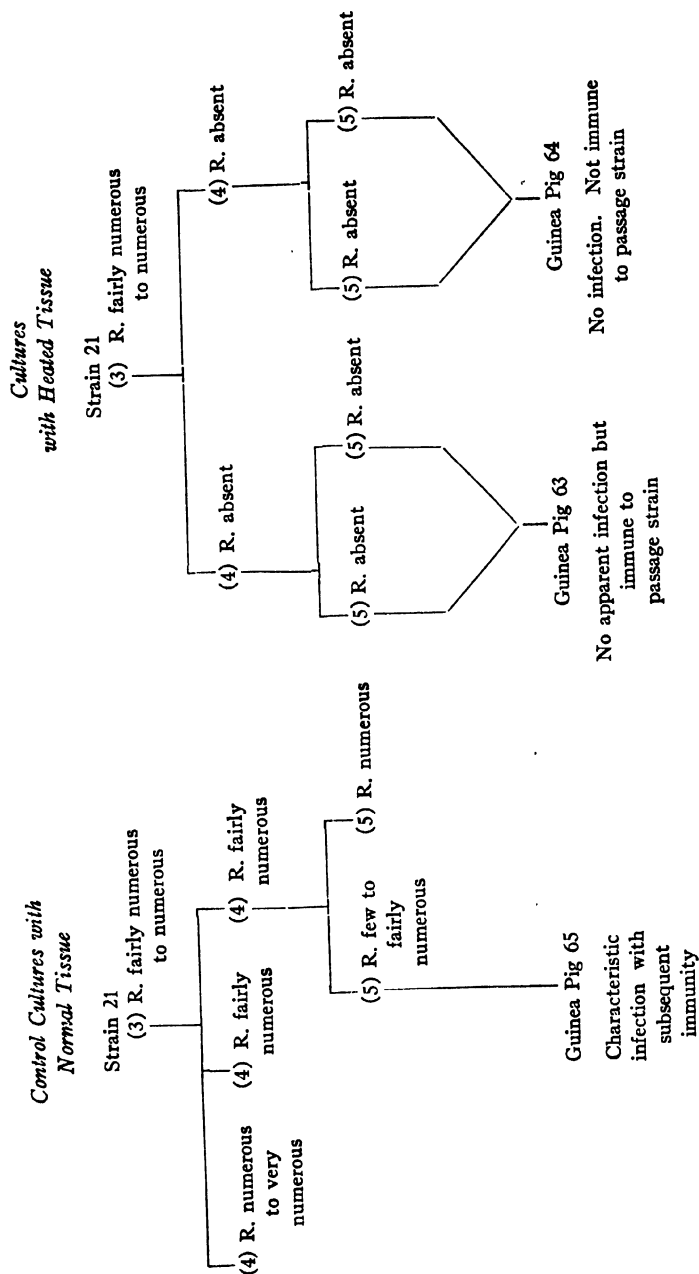 Control Cultures with
Normal Tissue
Strain 21
(3) R. fairly numerous
to numerous
(4) R. numerous
to very
numerous
(4) R. fairly
numerous
(4) R. fairly
numerous
(5) R. few to
fairly
numerous
(5) R. numerous
Guinea Pig 65
Characteristic
infection with
subsequent
immunity
Cultures
with Heated Tissue
Strain 21
(3) R. fairly numerous
to numerous
(4) R. absent
(4) R. absent
(5) R. absent
(5) R. absent
(5) R. absent
(5) R. absent
Guinea Pig 63
No apparent infection but
immune to
passage strain
Guinea Pig 64
No infection. Not immune
to passage strain